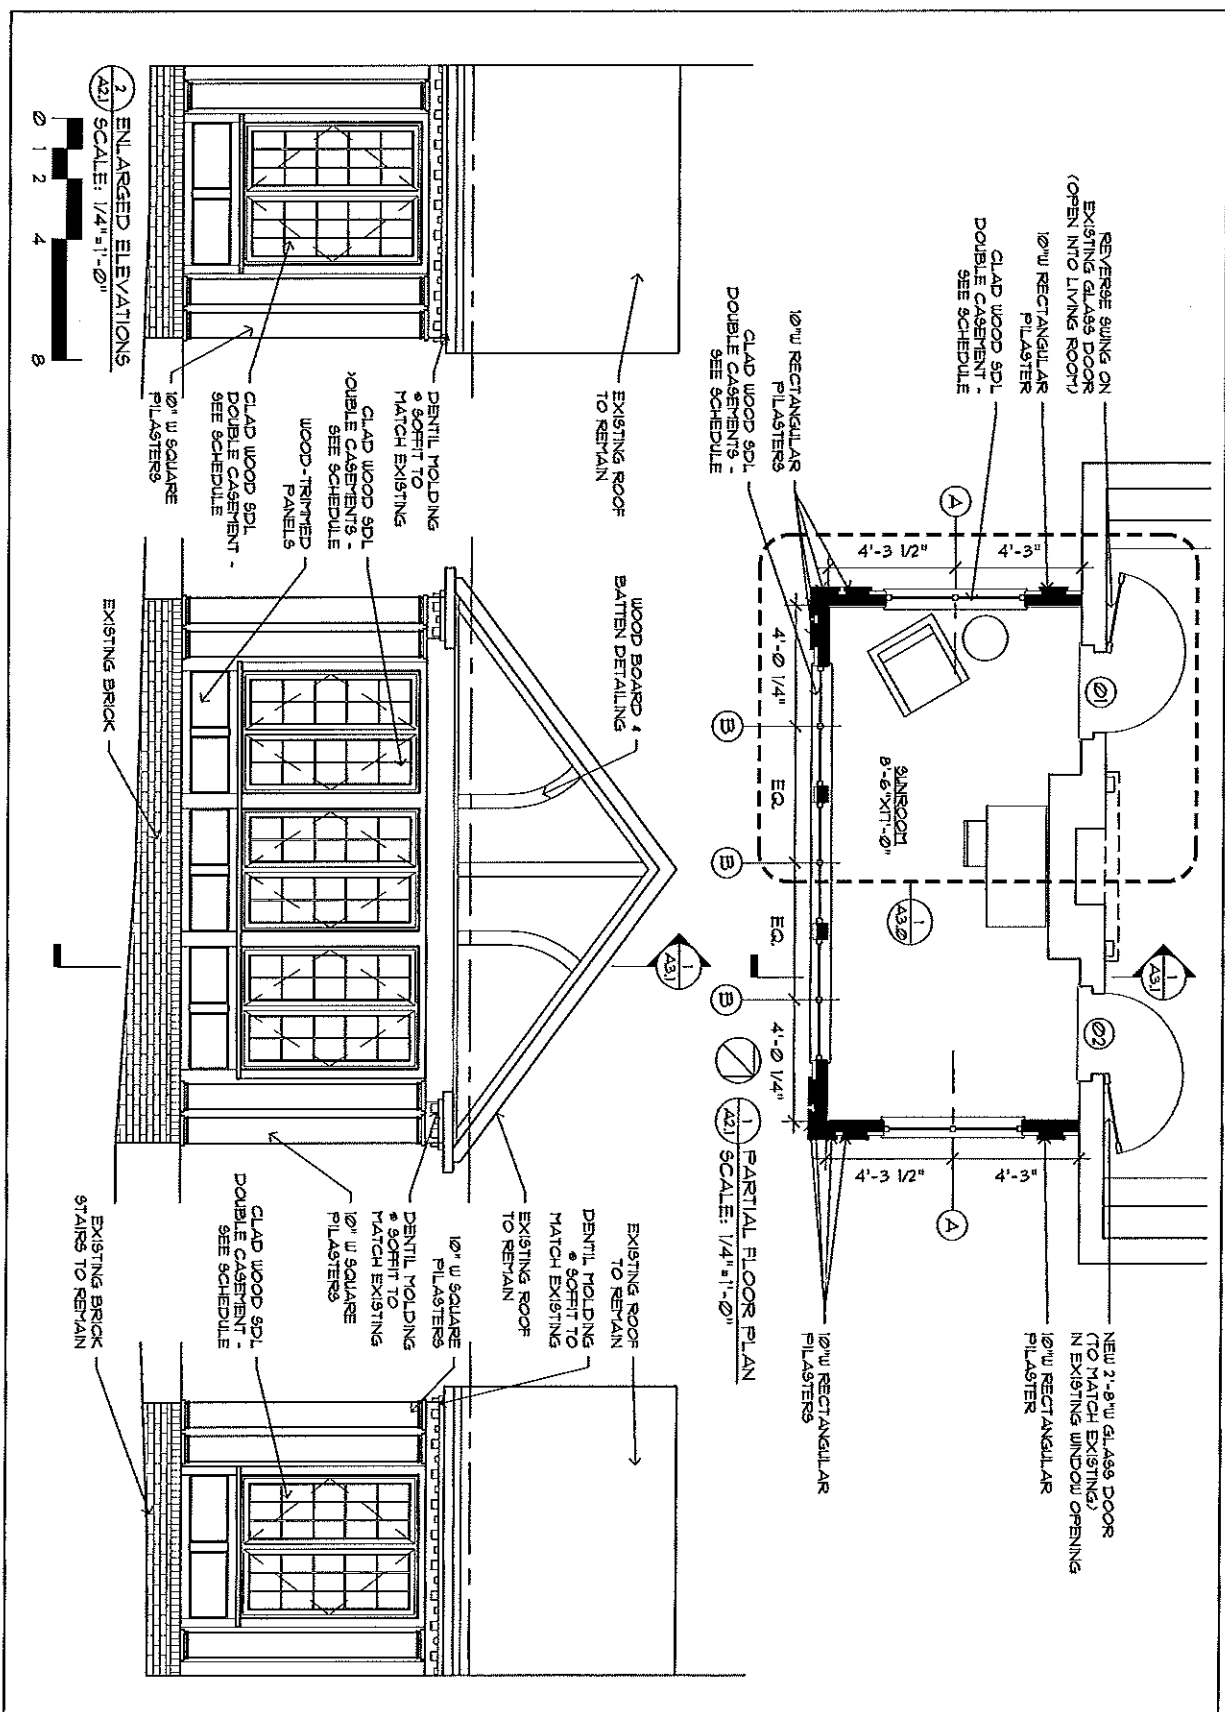 REVERSE SWING ON
EXISTING GLASS DOOR
(OPEN INTO LIVING ROOM)
10"W RECTANGULAR
PILASTER
CLAD WOOD SDL
DOUBLE CASEMENT -
SEE SCHEDULE
10"W RECTANGULAR
PILASTERS
CLAD WOOD SDL
DOUBLE CASEMENTS -
SEE SCHEDULE
A
4'-3 1/2"
4'-3"
01
02
SUNROOM
8'-6"X17'-0"
1
A3.0
1
A3.1
4'-0 1/4"
EQ.
EQ.
4'-0 1/4"
B
B
B
4'-3 1/2"
4'-3"
A
NEW 2'-8"W GLASS DOOR
(TO MATCH EXISTING)
IN EXISTING WINDOW OPENING
10"W RECTANGULAR
PILASTER
10"W RECTANGULAR
PILASTERS
1
A2.1
PARTIAL FLOOR PLAN
SCALE: 1/4"=1'-0"
EXISTING ROOF
TO REMAIN
DENTIL MOLDING
@ SOFFIT TO
MATCH EXISTING
CLAD WOOD SDL
DOUBLE CASEMENTS -
SEE SCHEDULE
WOOD-TRIMMED
PANELS
CLAD WOOD SDL
DOUBLE CASEMENT -
SEE SCHEDULE
10" W SQUARE
PILASTERS
WOOD BOARD &
BATTEN DETAILING
EXISTING BRICK
1
A3.1
EXISTING ROOF
TO REMAIN
DENTIL MOLDING
@ SOFFIT TO
MATCH EXISTING
EXISTING ROOF
TO REMAIN
10" W SQUARE
PILASTERS
DENTIL MOLDING
@ SOFFIT TO
MATCH EXISTING
10" W SQUARE
PILASTERS
CLAD WOOD SDL
DOUBLE CASEMENT -
SEE SCHEDULE
EXISTING BRICK
STAIRS TO REMAIN
2
A2.1
ENLARGED ELEVATIONS
SCALE: 1/4"=1'-0"
0 1 2 4 8